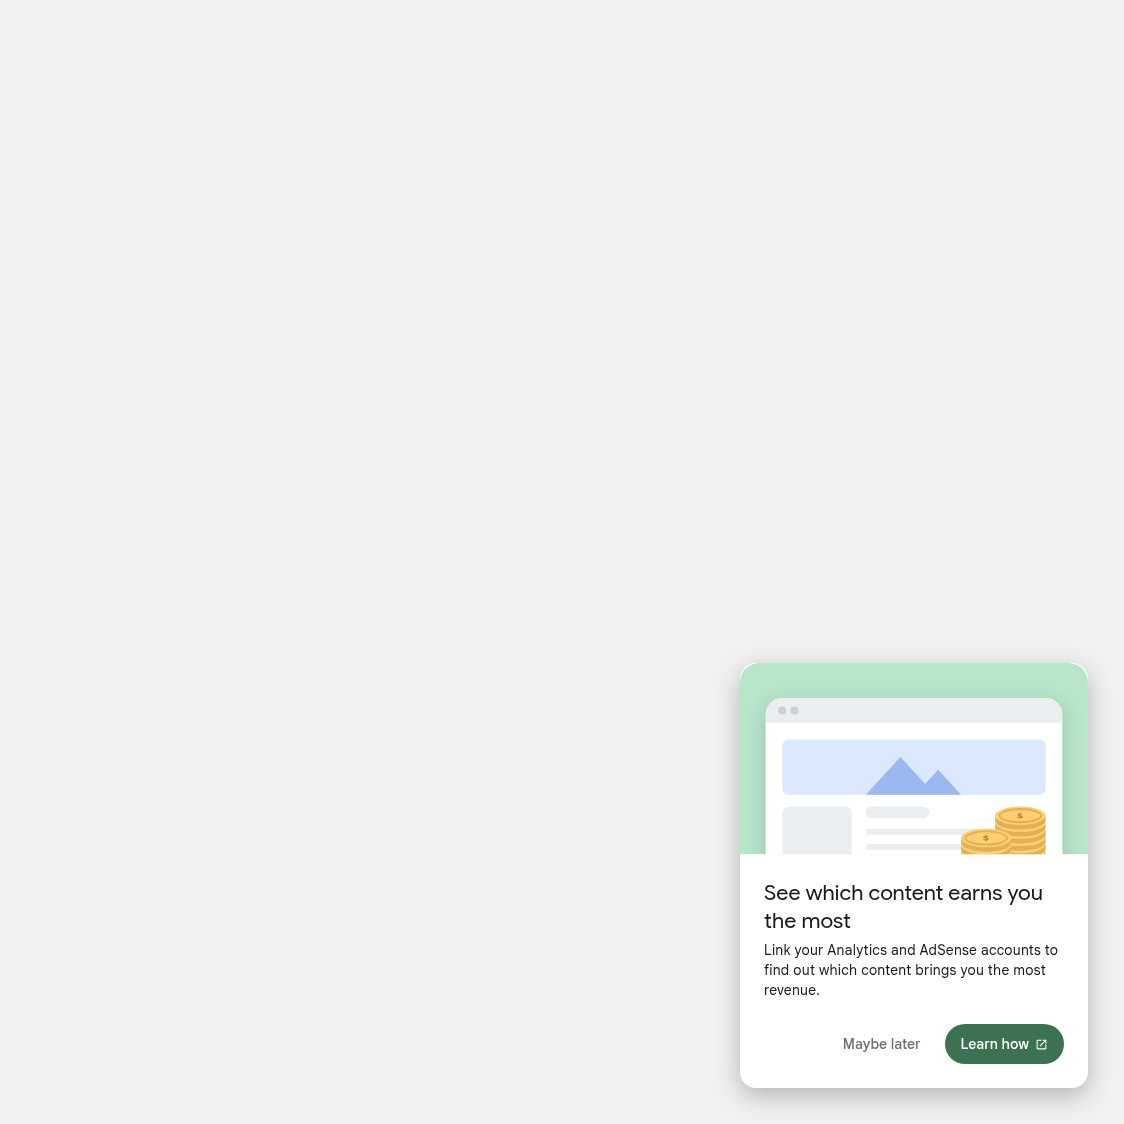 $
$
See which content earns you
the most
Link your Analytics and AdSense accounts to
find out which content brings you the most
revenue.
Maybe later
Learn how